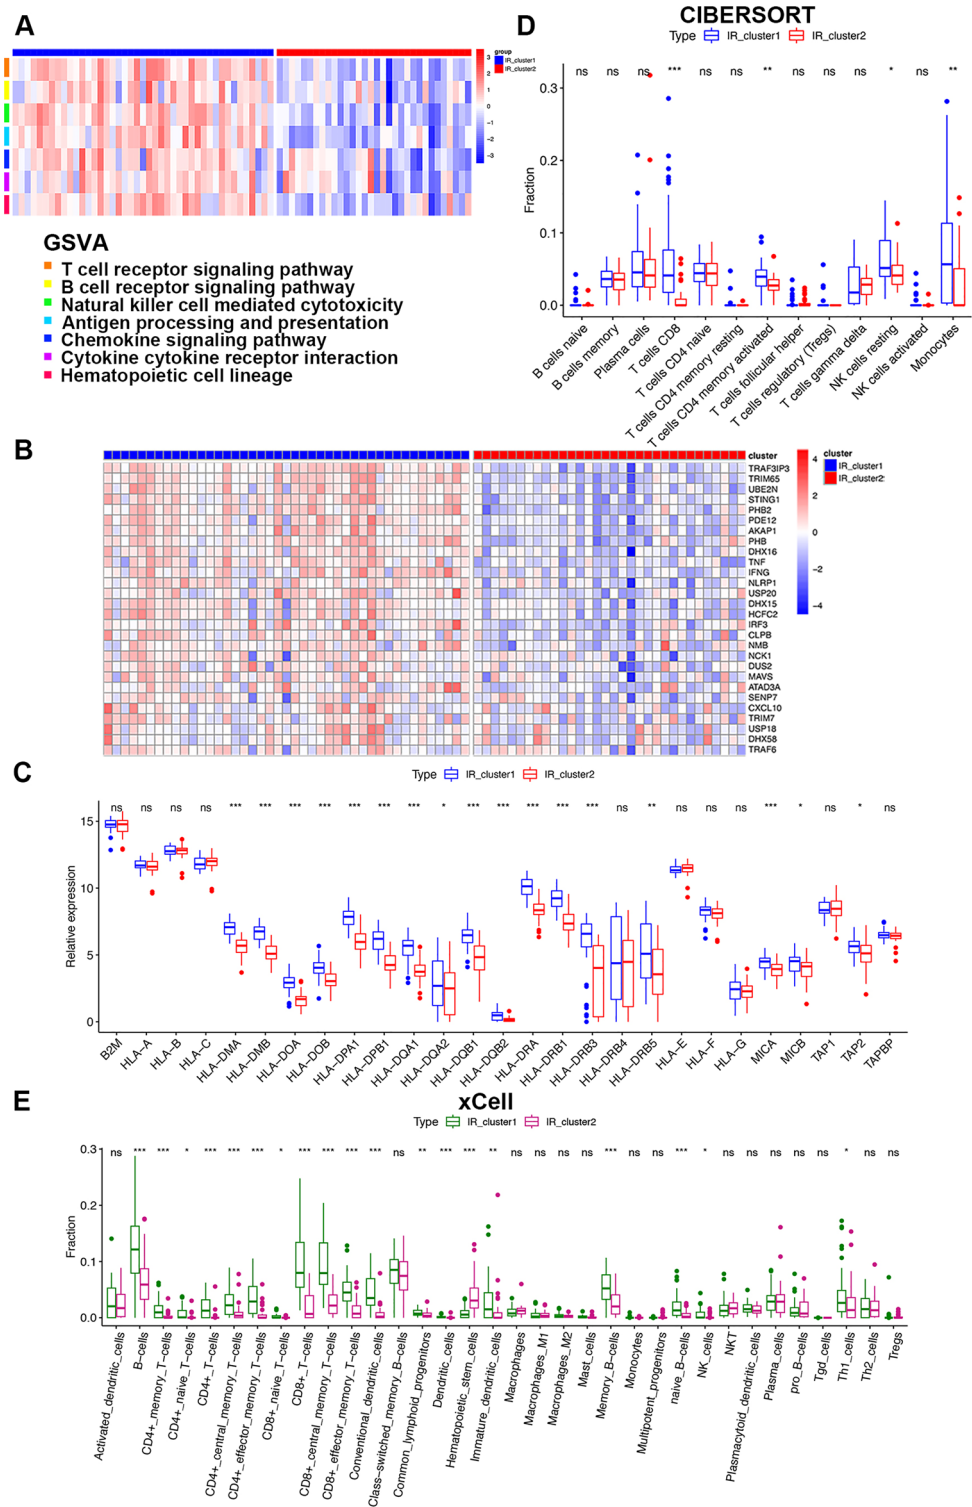 A
group
IR_cluster1
IR_cluster2
3
2
1
0
−1
−2
−3
GSVA
T cell receptor signaling pathway
B cell receptor signaling pathway
Natural killer cell mediated cytotoxicity
Antigen processing and presentation
Chemokine signaling pathway
Cytokine cytokine receptor interaction
Hematopoietic cell lineage
D
CIBERSORT
Type IR_cluster1 IR_cluster2
ns ns ns *** ns ns ** ns ns ns * ns **
Fraction
0.3
0.2
0.1
0.0
B cells naive
B cells memory
Plasma cells
T cells CD8
T cells CD4 naive
T cells CD4 memory resting
T cells CD4 memory activated
T cells follicular helper
T cells regulatory (Tregs)
T cells gamma delta
NK cells resting
NK cells activated
Monocytes
B
cluster
TRAF3IP3
TRIM65
UBE2N
STING1
PHB2
PDE12
AKAP1
PHB
DHX16
TNF
IFNG
NLRP1
USP20
DHX15
HCFC2
IRF3
CLPB
NMB
NCK1
DUS2
MAVS
ATAD3A
SENP7
CXCL10
TRIM7
USP18
DHX58
TRAF6
4
2
0
−2
−4
cluster
IR_cluster1
IR_cluster2
C
Type IR_cluster1 IR_cluster2
ns ns ns ns *** *** *** *** *** *** *** * *** *** *** *** *** ns ** ns ns ns *** * ns * ns
Relative expression
15
10
5
0
B2M
HLA−A
HLA−B
HLA−C
HLA−DMA
HLA−DMB
HLA−DOA
HLA−DOB
HLA−DPA1
HLA−DPB1
HLA−DQA1
HLA−DQA2
HLA−DQB1
HLA−DQB2
HLA−DRA
HLA−DRB1
HLA−DRB3
HLA−DRB4
HLA−DRB5
HLA−E
HLA−F
HLA−G
MICA
MICB
TAP1
TAP2
TAPBP
E
xCell
Type IR_cluster1 IR_cluster2
ns *** *** * *** *** *** * *** *** *** *** ns ** *** *** ** ns ns ns ns *** ns ns *** * ns ns ns ns ns * ns ns
Fraction
0.3
0.2
0.1
0.0
Activated_dendritic_cells
B−cells
CD4+_memory_T−cells
CD4+_naive_T−cells
CD4+_T−cells
CD4+_central_memory_T−cells
CD4+_effector_memory_T−cells
CD8+_naive_T−cells
CD8+_T−cells
CD8+_central_memory_T−cells
CD8+_effector_memory_T−cells
Conventional_dendritic_cells
Class−switched_memory_B−cells
Common_lymphoid_progenitors
Dendritic_cells
Hematopoietic_stem_cells
Immature_dendritic_cells
Macrophages
Macrophages_M1
Macrophages_M2
Mast_cells
Memory_B−cells
Monocytes
Multipotent_progenitors
naive_B−cells
NK_cells
NKT
Plasmacytoid_dendritic_cells
Plasma_cells
pro_B−cells
Tgd_cells
Th1_cells
Th2_cells
Tregs